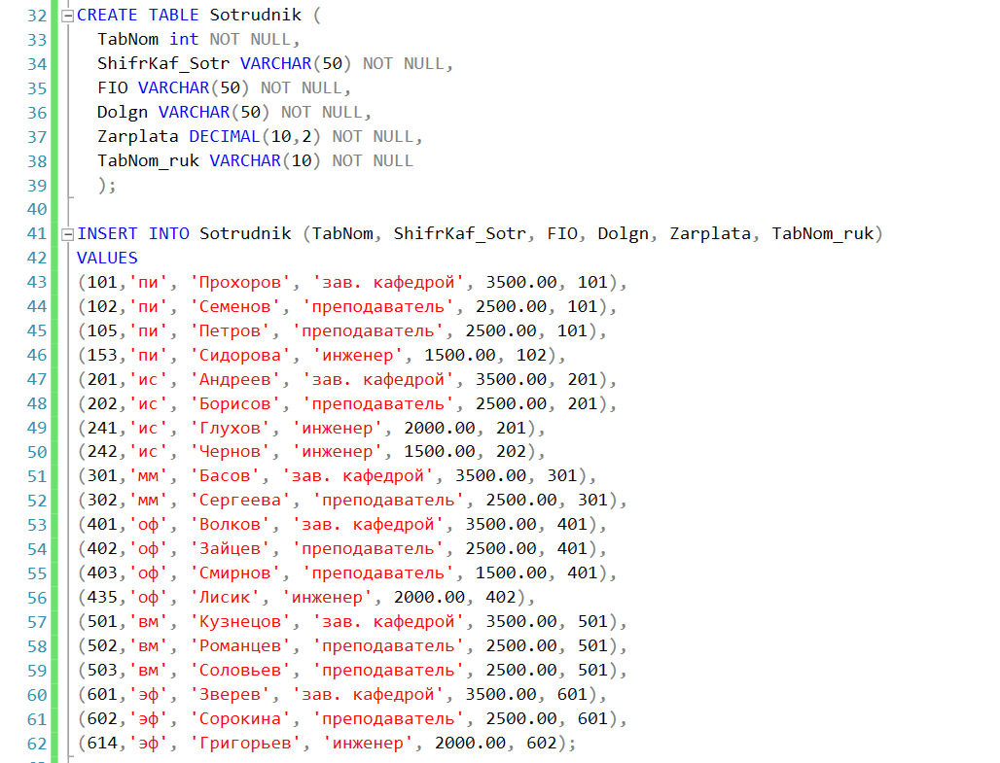 32 CREATE TABLE Sotrudnik (
33 TabNom int NOT NULL,
34 ShifrKaf_Sotr VARCHAR(50) NOT NULL,
35 FIO VARCHAR(50) NOT NULL,
36 Dolgn VARCHAR(50) NOT NULL,
37 Zarplata DECIMAL(10,2) NOT NULL,
38 TabNom_ruk VARCHAR(10) NOT NULL
39 );
40
41 INSERT INTO Sotrudnik (TabNom, ShifrKaf_Sotr, FIO, Dolgn, Zarplata, TabNom_ruk)
42 VALUES
43 (101,'пи', 'Прохоров', 'зав. кафедрой', 3500.00, 101),
44 (102,'пи', 'Семенов', 'преподаватель', 2500.00, 101),
45 (105,'пи', 'Петров', 'преподаватель', 2500.00, 101),
46 (153,'пи', 'Сидорова', 'инженер', 1500.00, 102),
47 (201,'ис', 'Андреев', 'зав. кафедрой', 3500.00, 201),
48 (202,'ис', 'Борисов', 'преподаватель', 2500.00, 201),
49 (241,'ис', 'Глухов', 'инженер', 2000.00, 201),
50 (242,'ис', 'Чернов', 'инженер', 1500.00, 202),
51 (301,'мм', 'Басов', 'зав. кафедрой', 3500.00, 301),
52 (302,'мм', 'Сергеева', 'преподаватель', 2500.00, 301),
53 (401,'оф', 'Волков', 'зав. кафедрой', 3500.00, 401),
54 (402,'оф', 'Зайцев', 'преподаватель', 2500.00, 401),
55 (403,'оф', 'Смирнов', 'преподаватель', 1500.00, 401),
56 (435,'оф', 'Лисик', 'инженер', 2000.00, 402),
57 (501,'вм', 'Кузнецов', 'зав. кафедрой', 3500.00, 501),
58 (502,'вм', 'Романцев', 'преподаватель', 2500.00, 501),
59 (503,'вм', 'Соловьев', 'преподаватель', 2500.00, 501),
60 (601,'эф', 'Зверев', 'зав. кафедрой', 3500.00, 601),
61 (602,'эф', 'Сорокина', 'преподаватель', 2500.00, 601),
62 (614,'эф', 'Григорьев', 'инженер', 2000.00, 602);